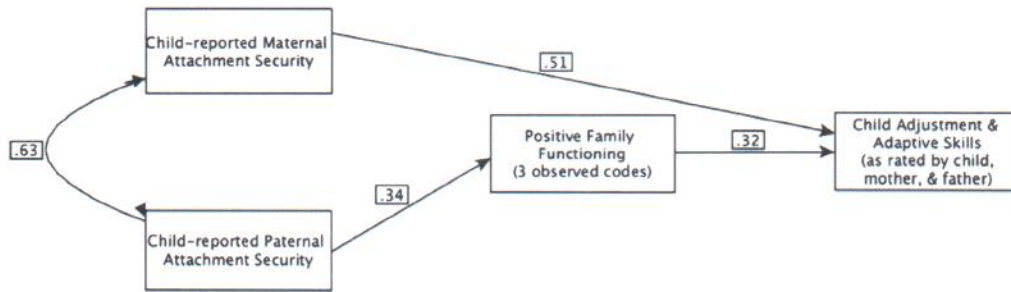 Child-reported Maternal
Attachment Security
.51
Positive Family
Functioning
(3 observed codes)
Child Adjustment &
Adaptive Skills
(as rated by child,
mother, & father)
.32
.63
.34
Child-reported Paternal
Attachment Security